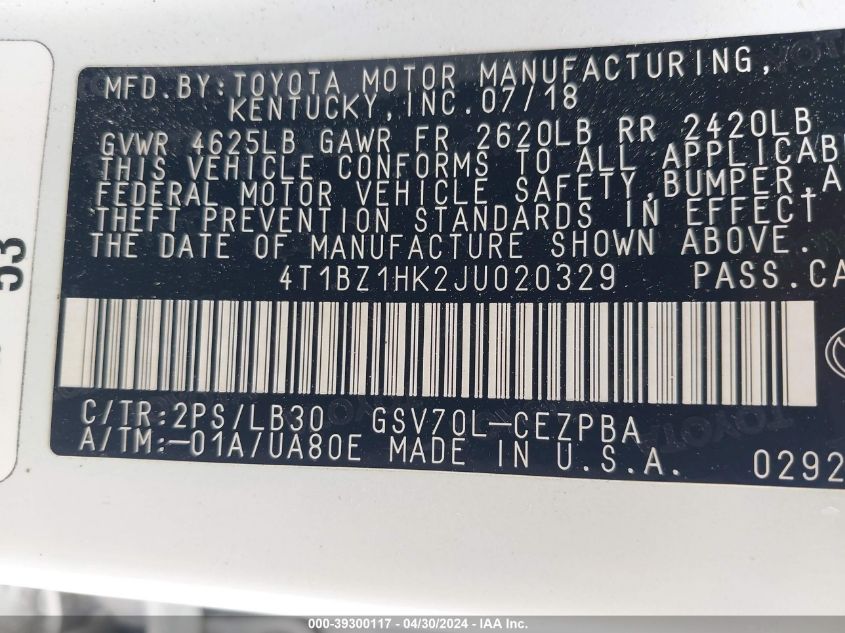 MFD.BY:TOYOTA MOTOR MANUFACTURING,
KENTUCKY,INC.07/18
GVWR 4625LB GAWR FR 2620LB RR 2420LB
THIS VEHICLE CONFORMS TO ALL APPLICAB
FEDERAL MOTOR VEHICLE SAFETY,BUMPER,A
THEFT PREVENTION STANDARDS IN EFFECT
THE DATE OF MANUFACTURE SHOWN ABOVE.
4T1BZ1HK2JU020329 PASS.CA
C/TR:2PS/LB30 GSV70L-CEZPBA
A/TM:-01A/UA80E MADE IN U.S.A. 0292
53
000-39300117 - 04/30/2024 - IAA Inc.